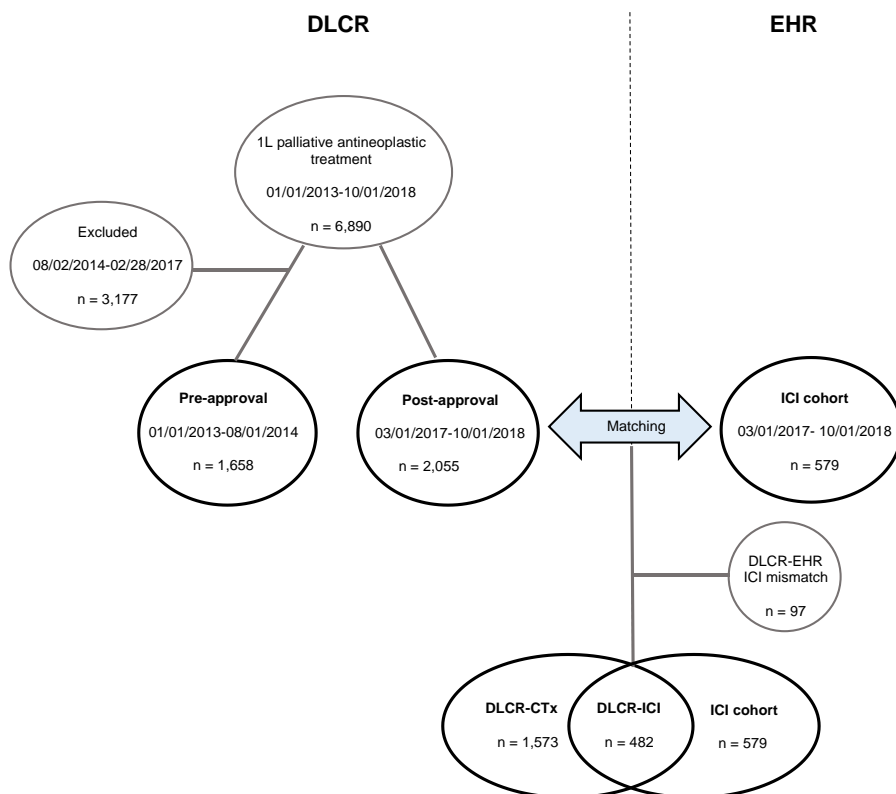 DLCR
EHR
1L palliative antineoplastic
treatment
01/01/2013-10/01/2018
n = 6,890
Excluded
08/02/2014-02/28/2017
n = 3,177
Pre-approval
01/01/2013-08/01/2014
n = 1,658
Post-approval
03/01/2017-10/01/2018
n = 2,055
Matching
ICI cohort
03/01/2017- 10/01/2018
n = 579
DLCR-EHR
ICI mismatch
n = 97
DLCR-CTx
n = 1,573
DLCR-ICI
n = 482
ICI cohort
n = 579